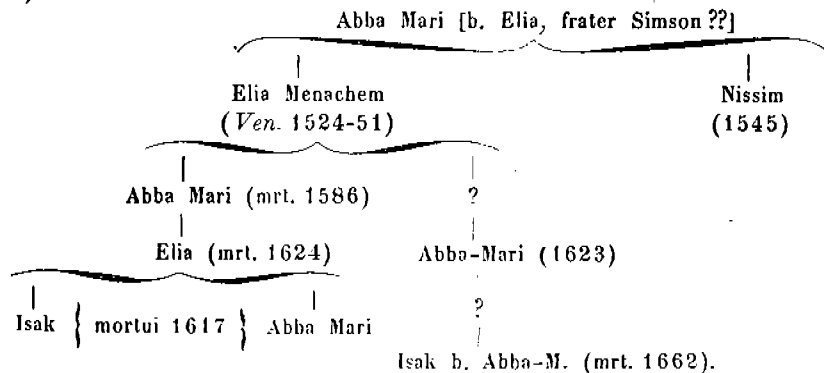 Abba Mari [b. Elia, frater Simson ??]
Elia Menachem Nissim
(Ven. 1524-51) (1545)
Abba Mari (mrt. 1586) ?
Elia (mrt. 1624) Abba-Mari (1623)
Isak { mortui 1617 } Abba Mari ?
Isak b. Abba-M. (mrt. 1662).